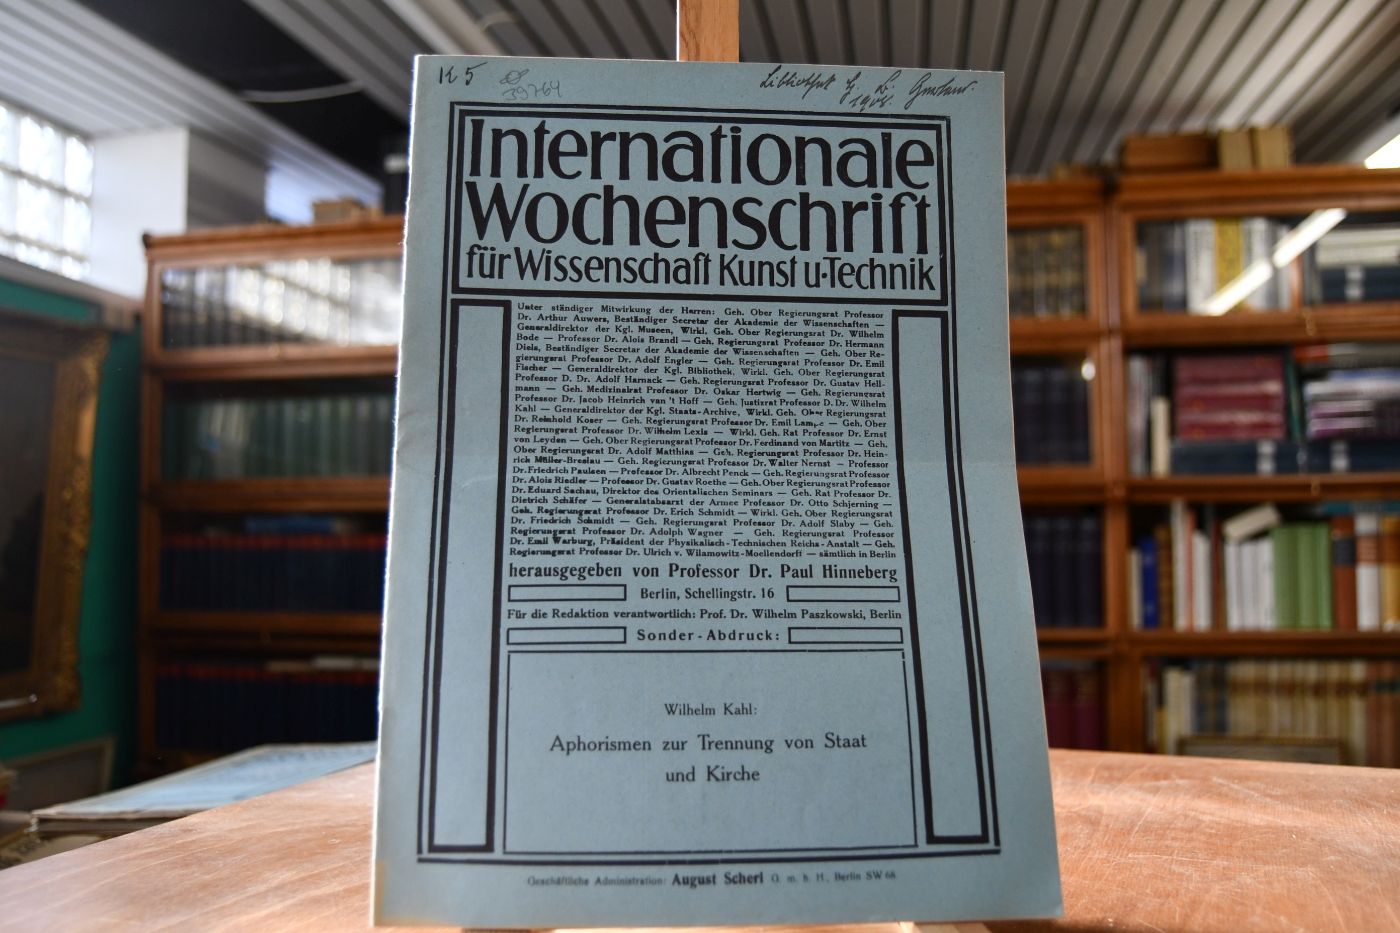 K 5
39764
1908.
Internationale
Wochenschrift
für Wissenschaft Kunst u. Technik
Unter ständiger Mitwirkung der Herren: Geh. Ober Regierungsrat Professor
Dr. Arthur Auwers, Beständiger Secretar der Akademie der Wissenschaften —
Generaldirektor der Kgl. Museen, Wirkl. Geh. Ober Regierungsrat Dr. Wilhelm
Bode — Professor Dr. Alois Brandl — Geh. Regierungsrat Professor Dr. Hermann
Diels, Beständiger Secretar der Akademie der Wissenschaften — Geh. Ober Re-
gierungsrat Professor Dr. Adolf Engler — Geh. Regierungsrat Professor Dr. Emil
Fischer — Generaldirektor der Kgl. Bibliothek, Wirkl. Geh. Ober Regierungsrat
Professor D. Dr. Adolf Harnack — Geh. Regierungsrat Professor Dr. Gustav Hell-
mann — Geh. Medizinalrat Professor Dr. Oskar Hertwig — Geh. Regierungsrat
Professor Dr. Jacob Heinrich van 't Hoff — Geh. Justizrat Professor D. Dr. Wilhelm
Kahl — Generaldirektor der Kgl. Staats-Archive, Wirkl. Geh. Ober Regierungsrat
Dr. Reinhold Koser — Geh. Regierungsrat Professor Dr. Emil Lampe — Geh. Ober
Regierungsrat Professor Dr. Wilhelm Lexis — Wirkl. Geh. Rat Professor Dr. Ernst
von Leyden — Geh. Ober Regierungsrat Professor Dr. Ferdinand von Martitz — Geh.
Ober Regierungsrat Dr. Adolf Matthias — Geh. Regierungsrat Professor Dr. Hein-
rich Müller-Breslau — Geh. Regierungsrat Professor Dr. Walter Nernst — Professor
Dr. Friedrich Paulsen — Professor Dr. Albrecht Penck — Geh. Regierungsrat Professor
Dr. Alois Riedler — Professor Dr. Gustav Roethe — Geh. Ober Regierungsrat Professor
Dr. Eduard Sachau, Direktor des Orientalischen Seminars — Geh. Rat Professor Dr.
Dietrich Schäfer — Generalstabsarzt der Armee Professor Dr. Otto Schjerning —
Geh. Regierungsrat Professor Dr. Erich Schmidt — Wirkl. Geh. Ober Regierungsrat
Dr. Friedrich Schmidt — Geh. Regierungsrat Professor Dr. Adolf Slaby — Geh.
Regierungsrat Professor Dr. Adolph Wagner — Geh. Regierungsrat Professor
Dr. Emil Warburg, Präsident der Physikalisch-Technischen Reichs-Anstalt — Geh.
Regierungsrat Professor Dr. Ulrich v. Wilamowitz-Moellendorff — sämtlich in Berlin
herausgegeben von Professor Dr. Paul Hinneberg
Berlin, Schellingstr. 16
Für die Redaktion verantwortlich: Prof. Dr. Wilhelm Paszkowski, Berlin
Sonder-Abdruck:
Wilhelm Kahl:
Aphorismen zur Trennung von Staat
und Kirche
Geschäftliche Administration: August Scherl G. m. b. H., Berlin SW 68